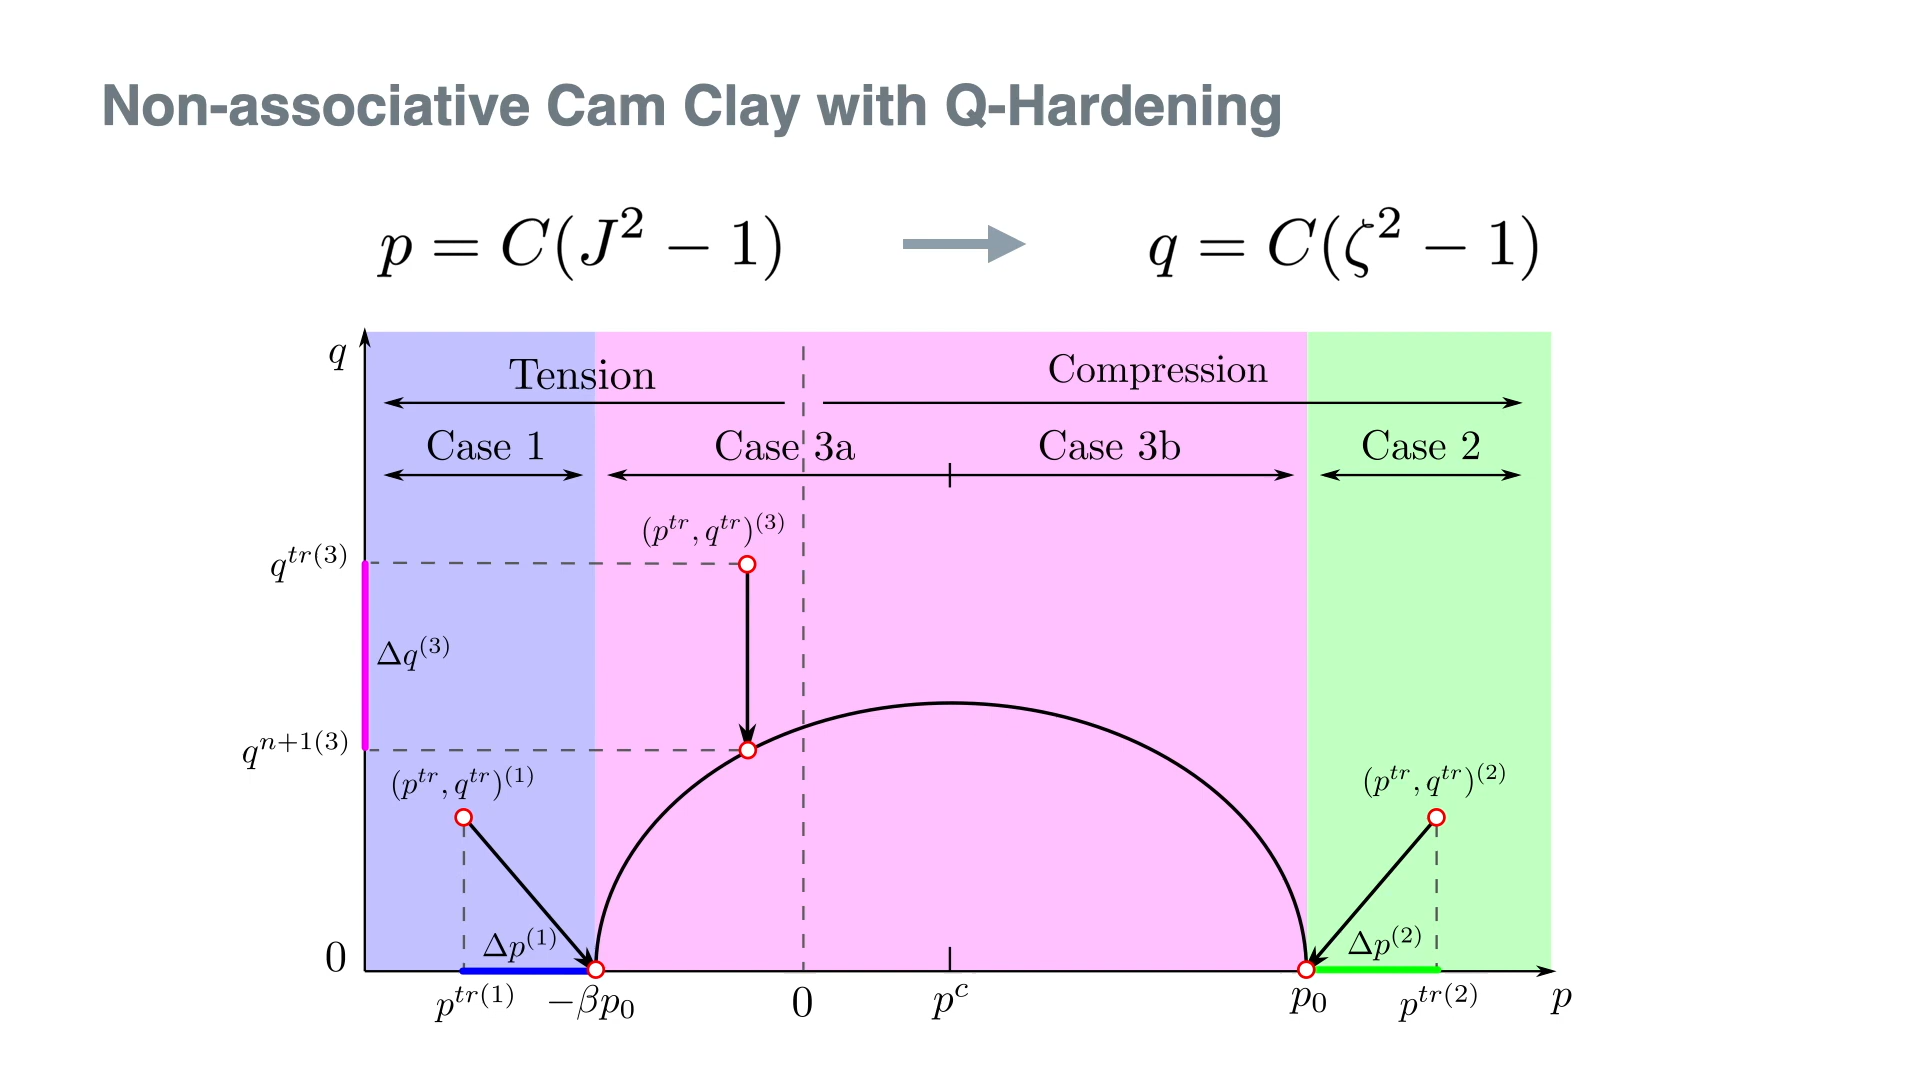 Non-associative Cam Clay with Q-Hardening
p = C(J² − 1)
q = C(ζ² − 1)
q
Tension
Compression
Case 1
Case 3a
Case 3b
Case 2
(p^{tr}, q^{tr})^{(3)}
q^{tr(3)}
Δq^{(3)}
q^{n+1(3)}
(p^{tr}, q^{tr})^{(1)}
(p^{tr}, q^{tr})^{(2)}
Δp^{(1)}
Δp^{(2)}
0
p^{tr(1)}
−βp₀
0
p^c
p₀
p^{tr(2)}
p